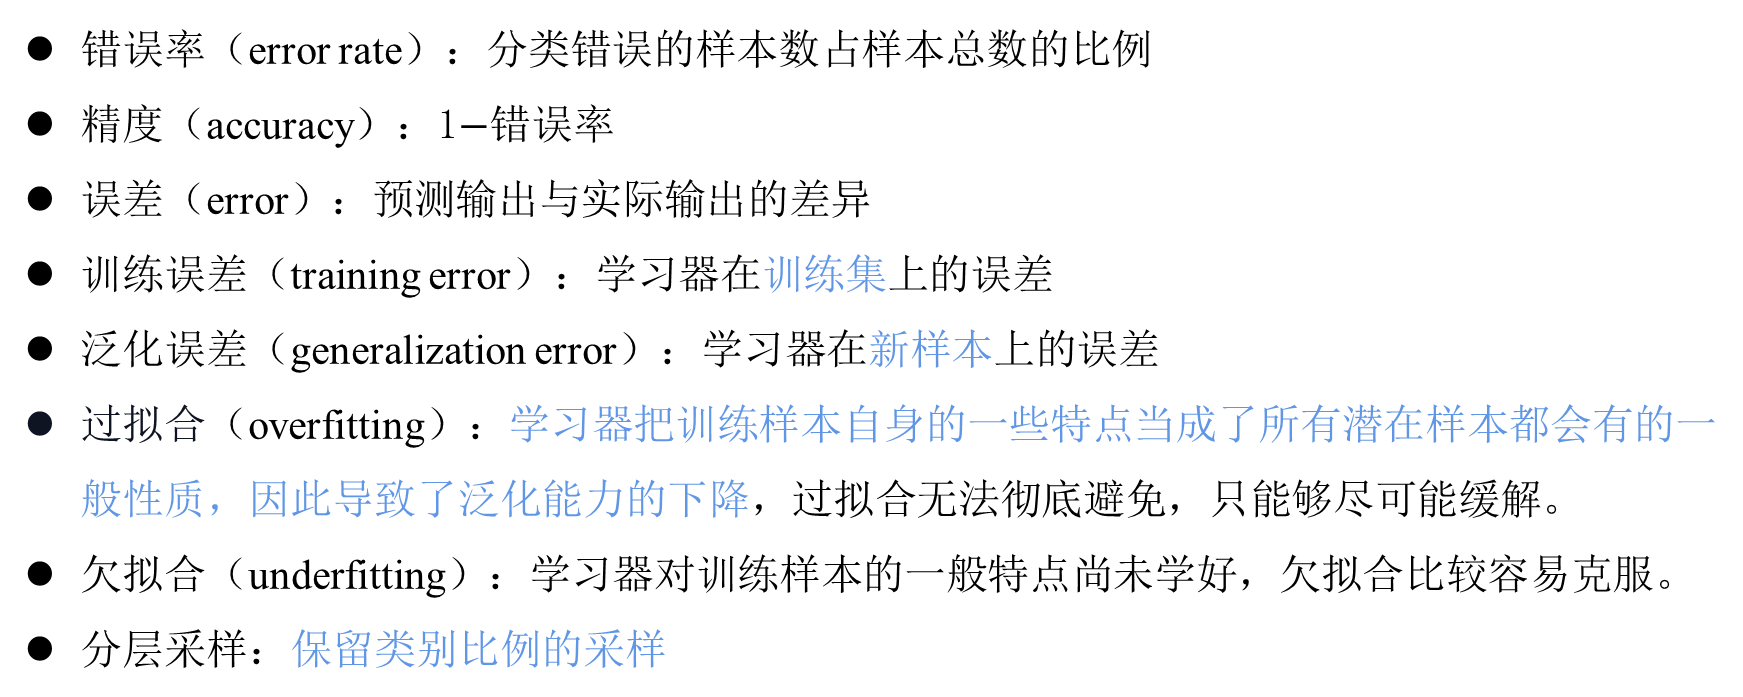 ● 错误率（error rate）：分类错误的样本数占样本总数的比例
● 精度（accuracy）：1−错误率
● 误差（error）：预测输出与实际输出的差异
● 训练误差（training error）：学习器在训练集上的误差
● 泛化误差（generalization error）：学习器在新样本上的误差
● 过拟合（overfitting）：学习器把训练样本自身的一些特点当成了所有潜在样本都会有的一
般性质，因此导致了泛化能力的下降，过拟合无法彻底避免，只能够尽可能缓解。
● 欠拟合（underfitting）：学习器对训练样本的一般特点尚未学好，欠拟合比较容易克服。
● 分层采样：保留类别比例的采样